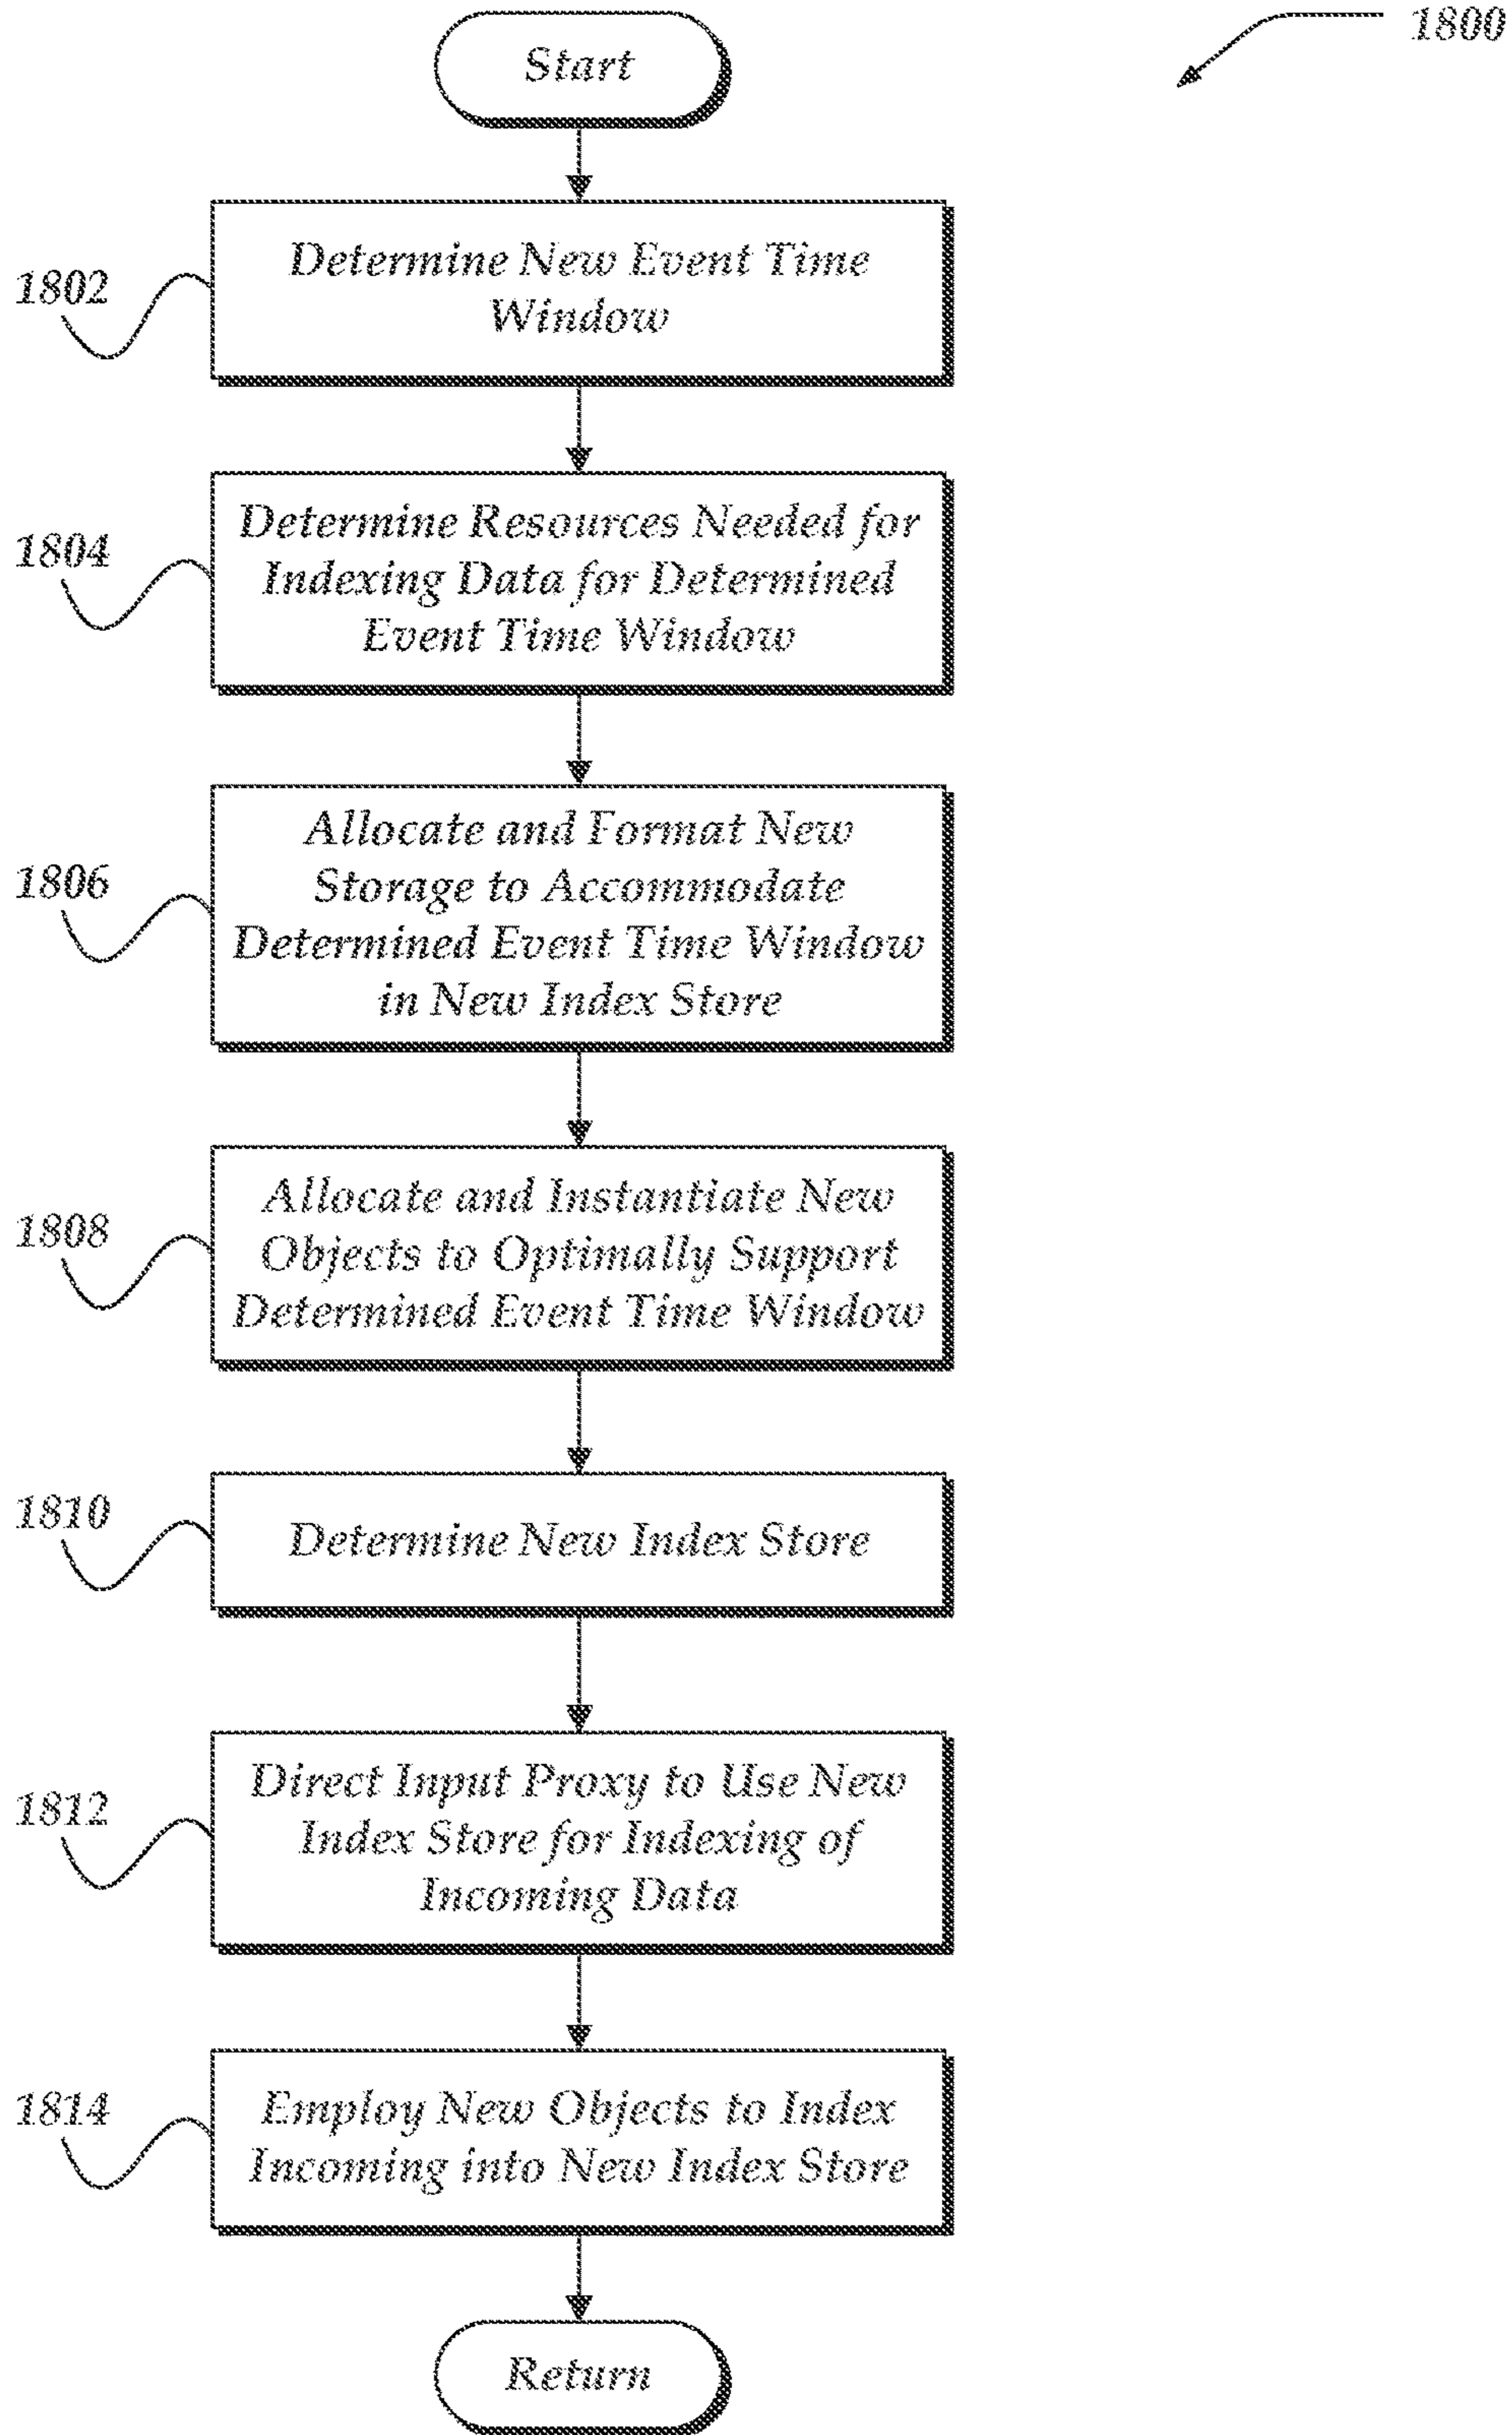 1800
Start
1802
Determine New Event Time
Window
1804
Determine Resources Needed for
Indexing Data for Determined
Event Time Window
1806
Allocate and Format New
Storage to Accommodate
Determined Event Time Window
in New Index Store
1808
Allocate and Instantiate New
Objects to Optimally Support
Determined Event Time Window
1810
Determine New Index Store
1812
Direct Input Proxy to Use New
Index Store for Indexing of
Incoming Data
1814
Employ New Objects to Index
Incoming into New Index Store
Return